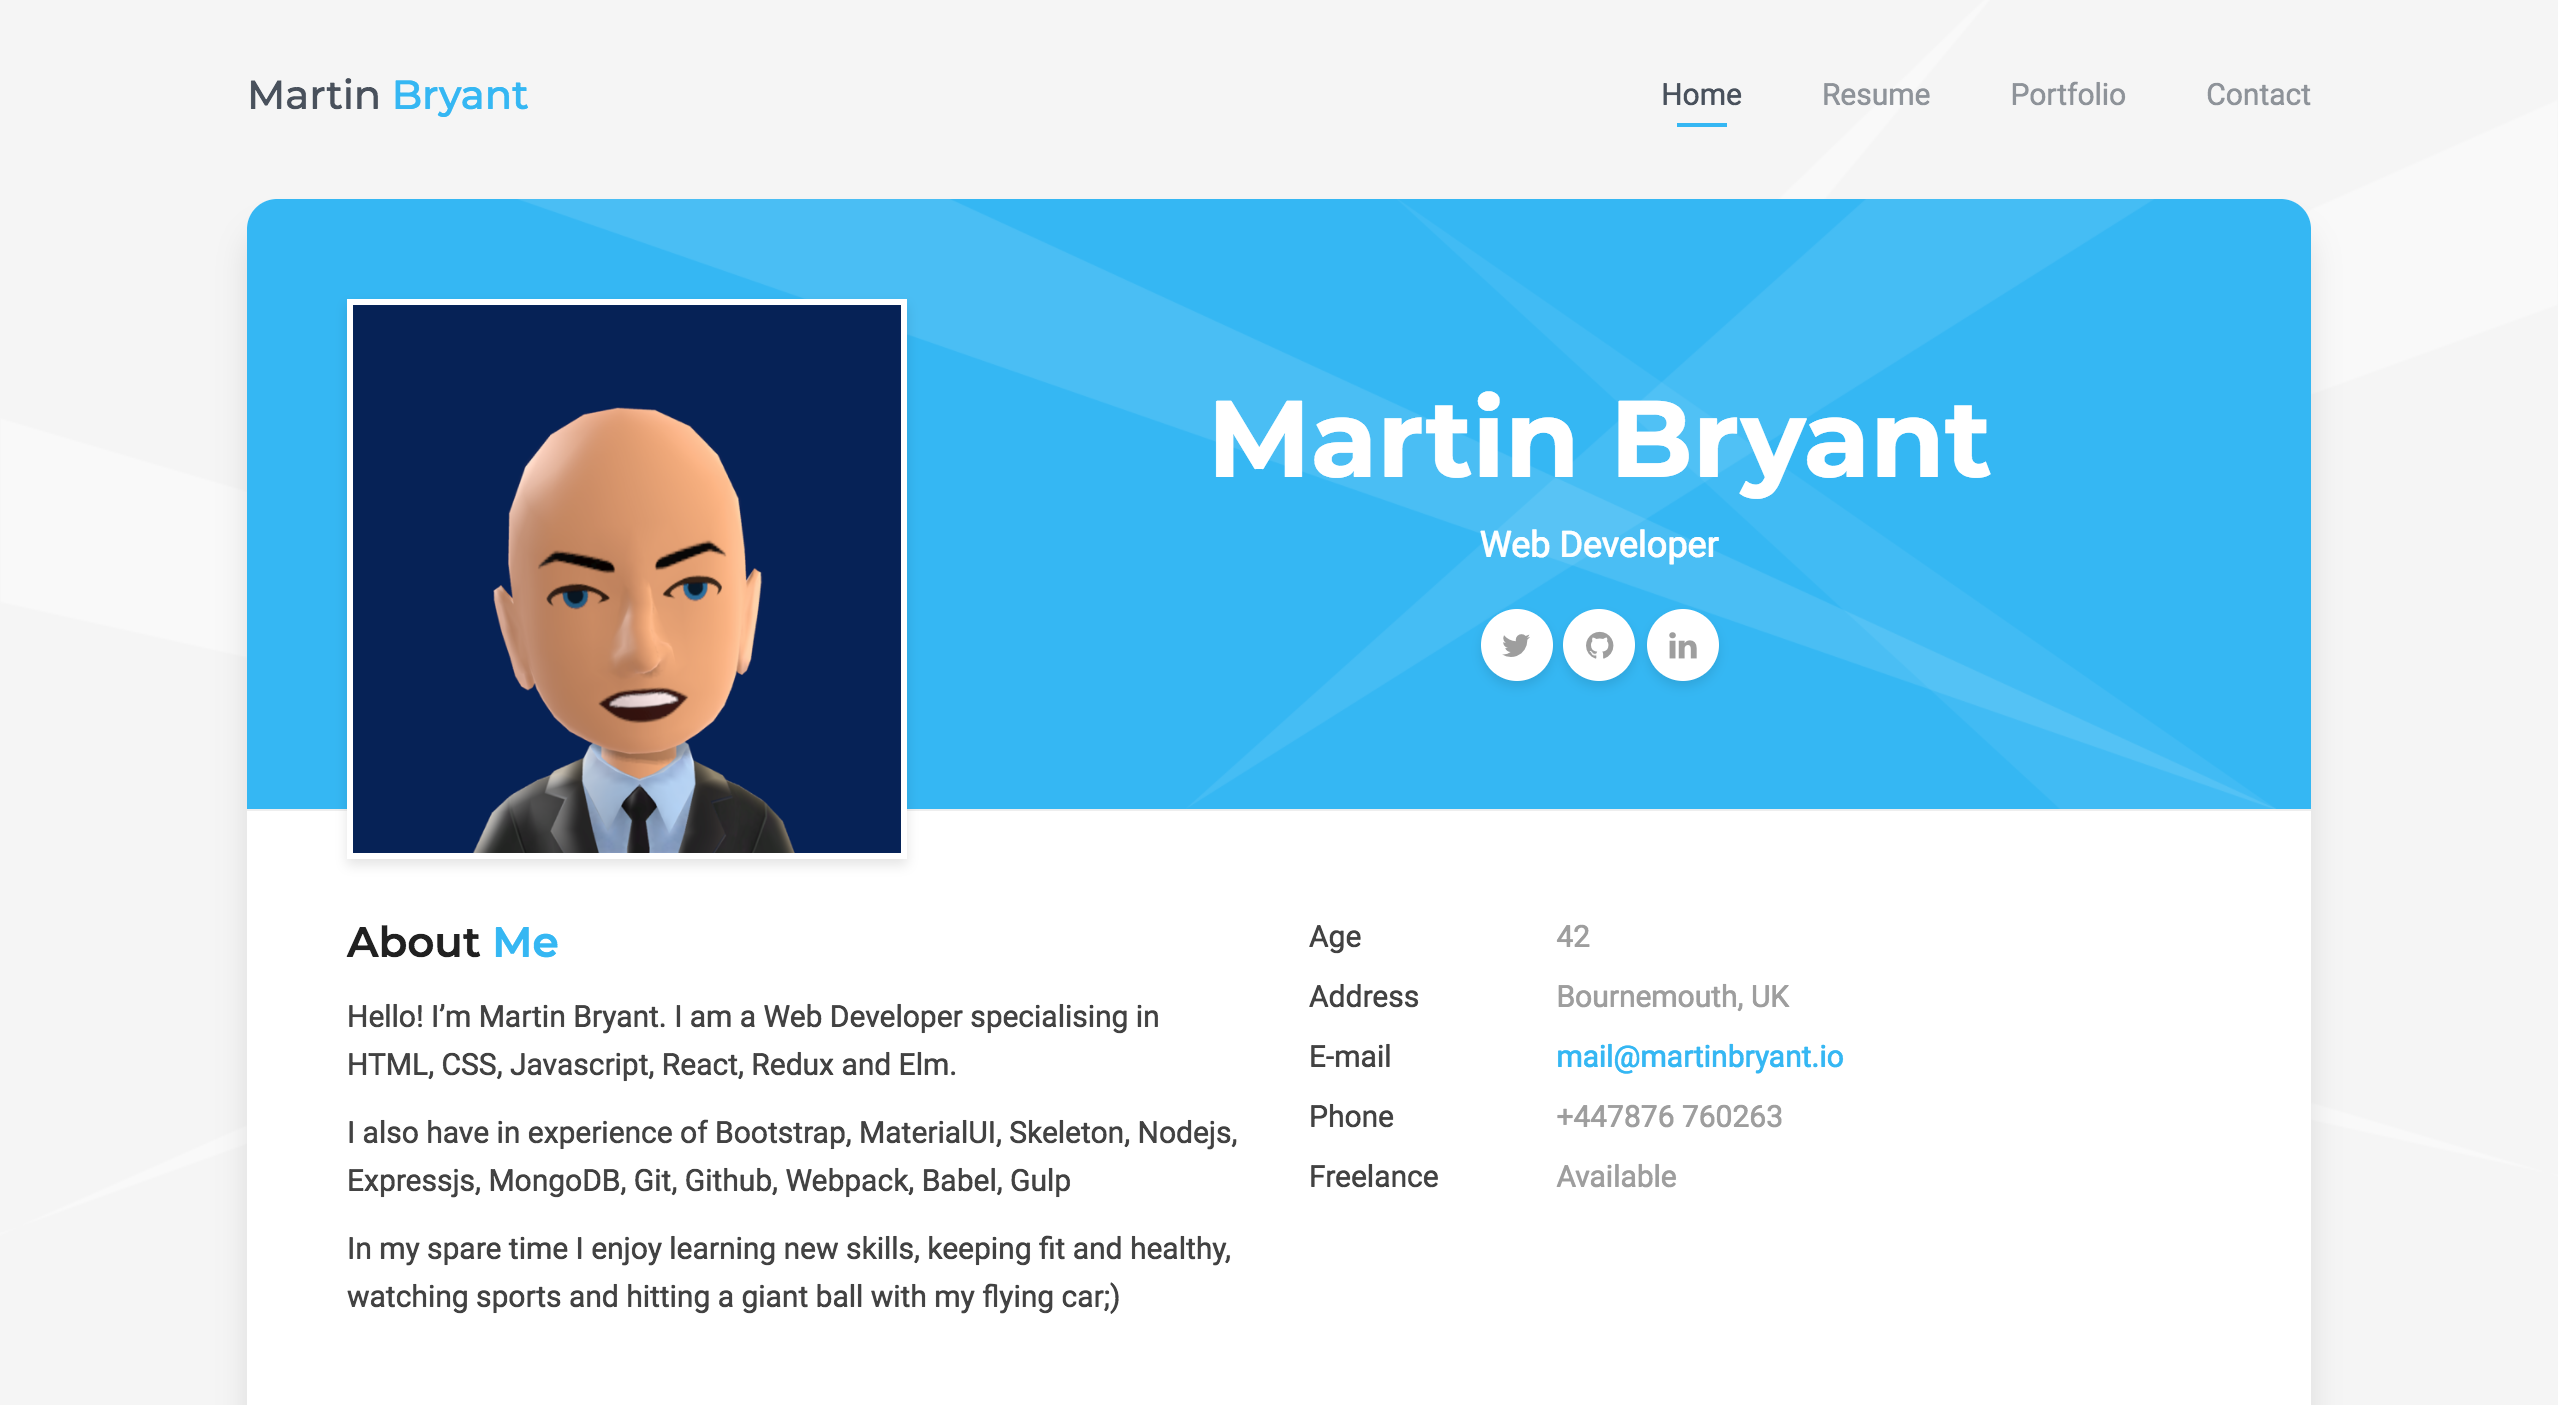 Martin Bryant
Home
Resume
Portfolio
Contact
Martin Bryant
Web Developer
in
About Me
Hello! I’m Martin Bryant. I am a Web Developer specialising in
HTML, CSS, Javascript, React, Redux and Elm.
I also have in experience of Bootstrap, MaterialUI, Skeleton, Nodejs,
Expressjs, MongoDB, Git, Github, Webpack, Babel, Gulp
In my spare time I enjoy learning new skills, keeping fit and healthy,
watching sports and hitting a giant ball with my flying car;)
Age 42
Address Bournemouth, UK
E-mail mail@martinbryant.io
Phone +447876 760263
Freelance Available